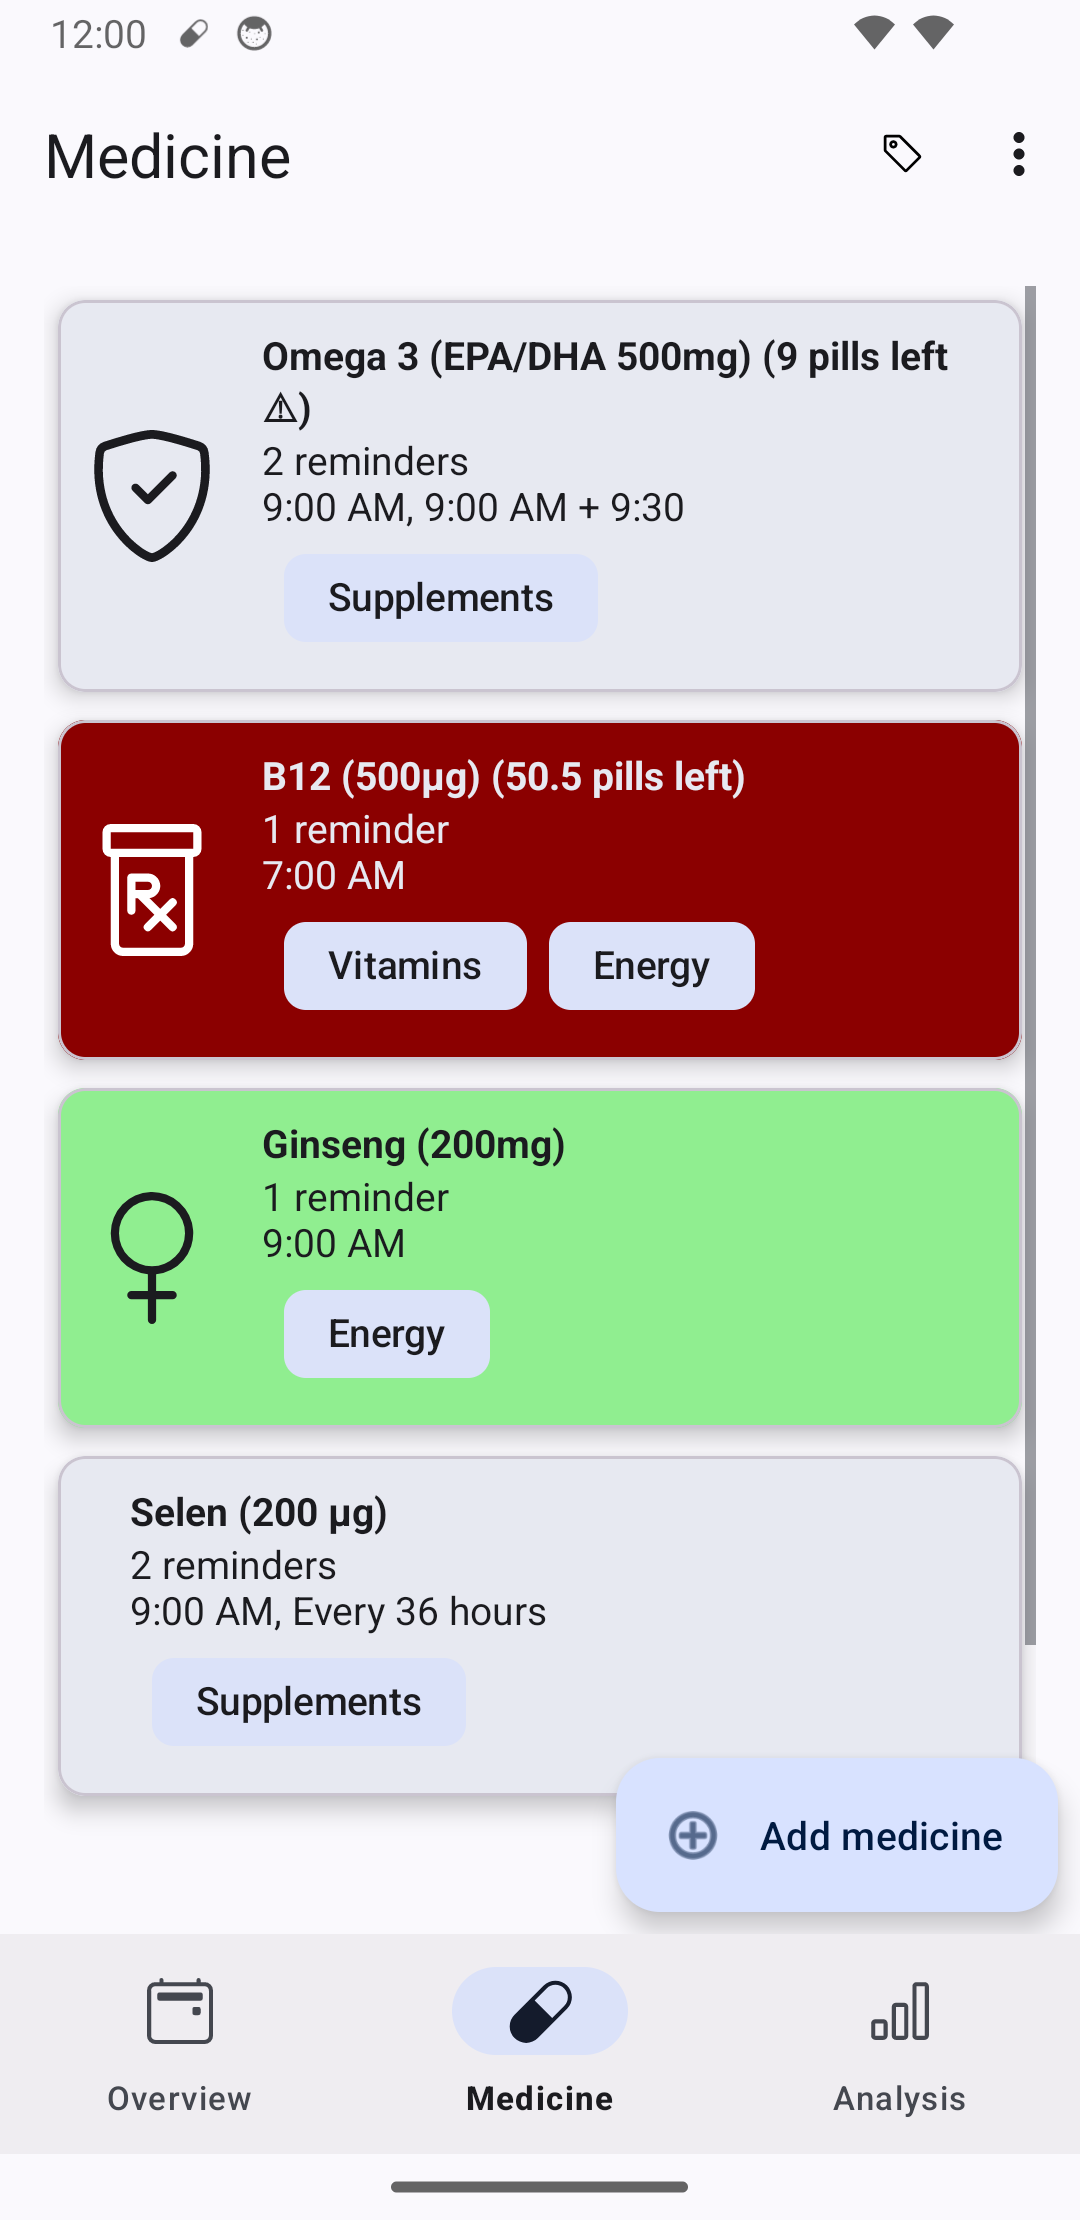 12:00
Medicine
Omega 3 (EPA/DHA 500mg) (9 pills left
⚠)
2 reminders
9:00 AM, 9:00 AM + 9:30
Supplements
B12 (500µg) (50.5 pills left)
1 reminder
7:00 AM
Vitamins Energy
Ginseng (200mg)
1 reminder
9:00 AM
Energy
Selen (200 µg)
2 reminders
9:00 AM, Every 36 hours
Supplements
Add medicine
Overview Medicine Analysis